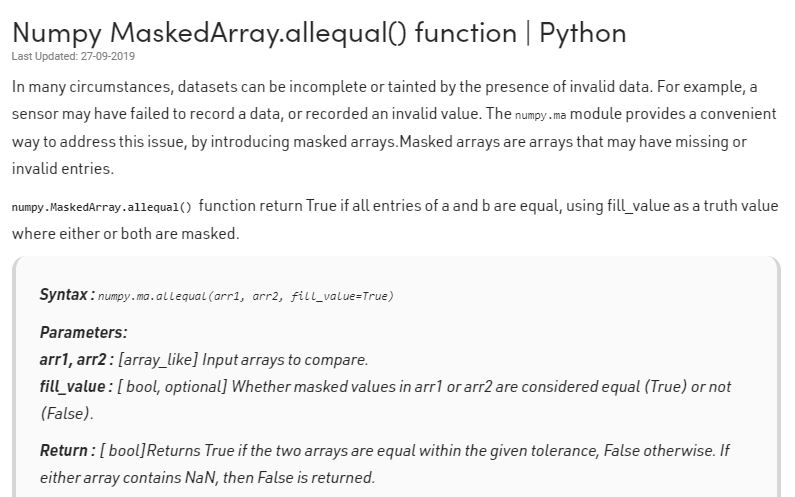 Numpy MaskedArray.allequal() function | Python
Last Updated: 27-09-2019
In many circumstances, datasets can be incomplete or tainted by the presence of invalid data. For example, a
sensor may have failed to record a data, or recorded an invalid value. The numpy.ma module provides a convenient
way to address this issue, by introducing masked arrays.Masked arrays are arrays that may have missing or
invalid entries.
numpy.MaskedArray.allequal() function return True if all entries of a and b are equal, using fill_value as a truth value
where either or both are masked.
Syntax : numpy.ma.allequal(arr1, arr2, fill_value=True)
Parameters:
arr1, arr2 : [array_like] Input arrays to compare.
fill_value : [ bool, optional] Whether masked values in arr1 or arr2 are considered equal (True) or not
(False).
Return : [ bool]Returns True if the two arrays are equal within the given tolerance, False otherwise. If
either array contains NaN, then False is returned.